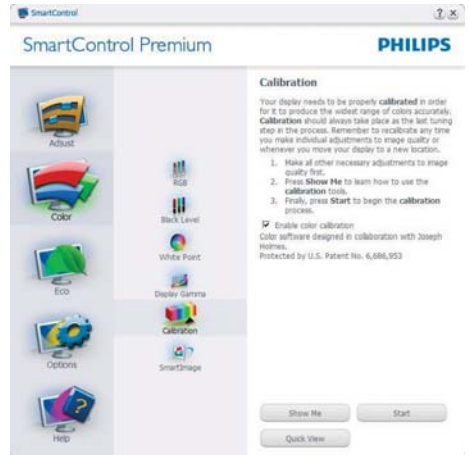 SmartControl
SmartControl Premium
PHILIPS
Adjust
Color
Eco
Options
Help
RGB
Black Level
White Point
Display Gamma
Calibration
SmartImage
Calibration
Your display needs to be properly calibrated in order
for it to produce the widest range of colors accurately.
Calibration should always take place as the last tuning
step in the process. Remember to recalibrate any time
you make individual adjustments to image quality or
whenever you move your display to a new location.
1. Make all other necessary adjustments to image
quality first.
2. Press Show Me to learn how to use the
calibration tools.
3. Finally, press Start to begin the calibration
process.
Enable color calibration
Color software designed in collaboration with Joseph
Holmes.
Protected by U.S. Patent No. 6,686,953
Show Me
Start
Quick View